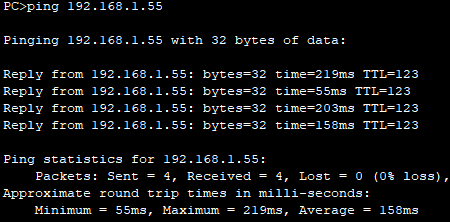 PC>ping 192.168.1.55
Pinging 192.168.1.55 with 32 bytes of data:
Reply from 192.168.1.55: bytes=32 time=219ms TTL=123
Reply from 192.168.1.55: bytes=32 time=55ms TTL=123
Reply from 192.168.1.55: bytes=32 time=203ms TTL=123
Reply from 192.168.1.55: bytes=32 time=158ms TTL=123
Ping statistics for 192.168.1.55:
Packets: Sent = 4, Received = 4, Lost = 0 (0% loss),
Approximate round trip times in milli-seconds:
Minimum = 55ms, Maximum = 219ms, Average = 158ms